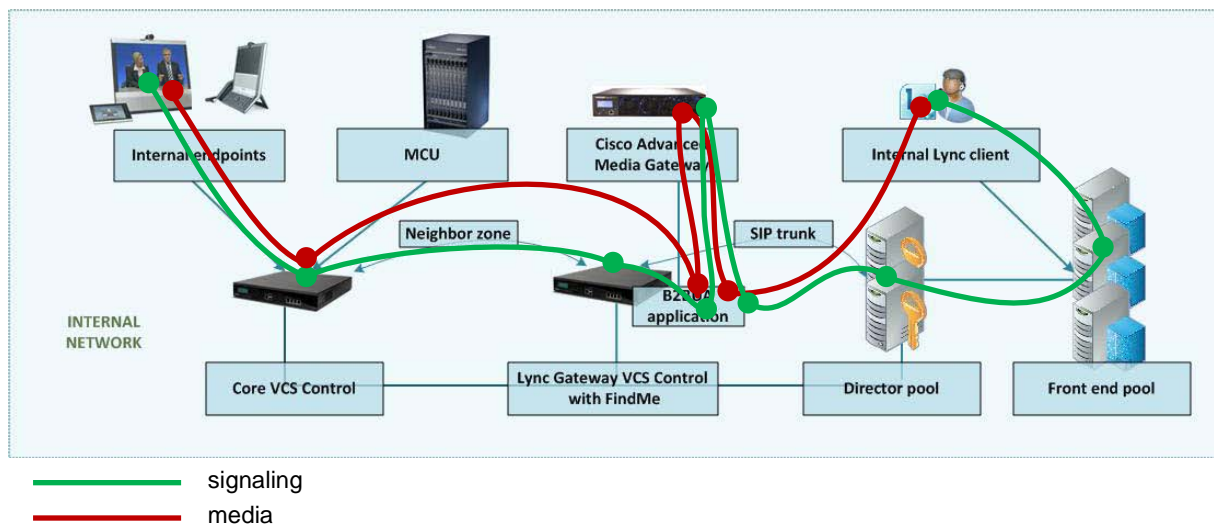 Internal endpoints
MCU
Cisco Advanced
Media Gateway
Internal Lync client
Neighbor zone
SIP trunk
B2BUA
application
INTERNAL
NETWORK
Core VCS Control
Lync Gateway VCS Control
with FindMe
Director pool
Front end pool
signaling
media